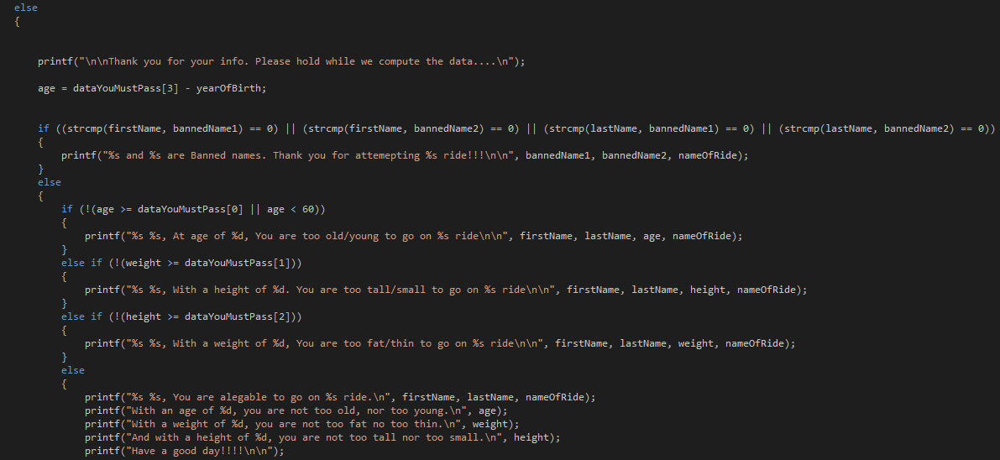 else
{
printf("\n\nThank you for your info. Please hold while we compute the data....\n");
age = dataYouMustPass[3] - yearOfBirth;
if ((strcmp(firstName, bannedName1) == 0) || (strcmp(firstName, bannedName2) == 0) || (strcmp(lastName, bannedName1) == 0) || (strcmp(lastName, bannedName2) == 0))
{
printf("%s and %s are Banned names. Thank you for attemepting %s ride!!!\n\n", bannedName1, bannedName2, nameOfRide);
}
else
{
if (!(age >= dataYouMustPass[0] || age < 60))
{
printf("%s %s, At age of %d, You are too old/young to go on %s ride\n\n", firstName, lastName, age, nameOfRide);
}
else if (!(weight >= dataYouMustPass[1]))
{
printf("%s %s, With a height of %d. You are too tall/small to go on %s ride\n\n", firstName, lastName, height, nameOfRide);
}
else if (!(height >= dataYouMustPass[2]))
{
printf("%s %s, With a weight of %d, You are too fat/thin to go on %s ride\n\n", firstName, lastName, weight, nameOfRide);
}
else
{
printf("%s %s, You are alegable to go on %s ride.\n", firstName, lastName, nameOfRide);
printf("With an age of %d, you are not too old, nor too young.\n", age);
printf("With a weight of %d, you are not too fat no too thin.\n", weight);
printf("And with a height of %d, you are not too tall nor too small.\n", height);
printf("Have a good day!!!!\n\n");